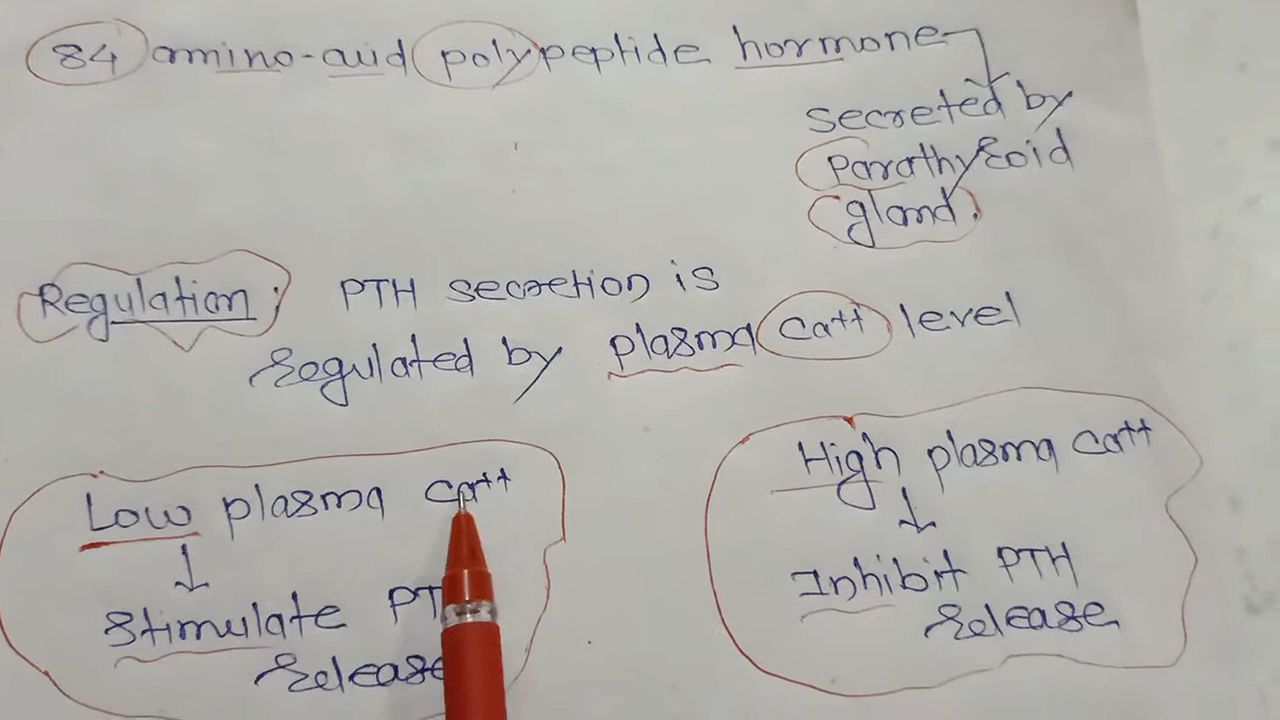 84 amino-acid polypeptide hormone
secreted by
parathyroid
gland.
Regulation: PTH secretion is
regulated by plasma Ca++ level
Low plasma Ca++
↓
Stimulate PT
release
High plasma Ca++
↓
Inhibit PTH
release